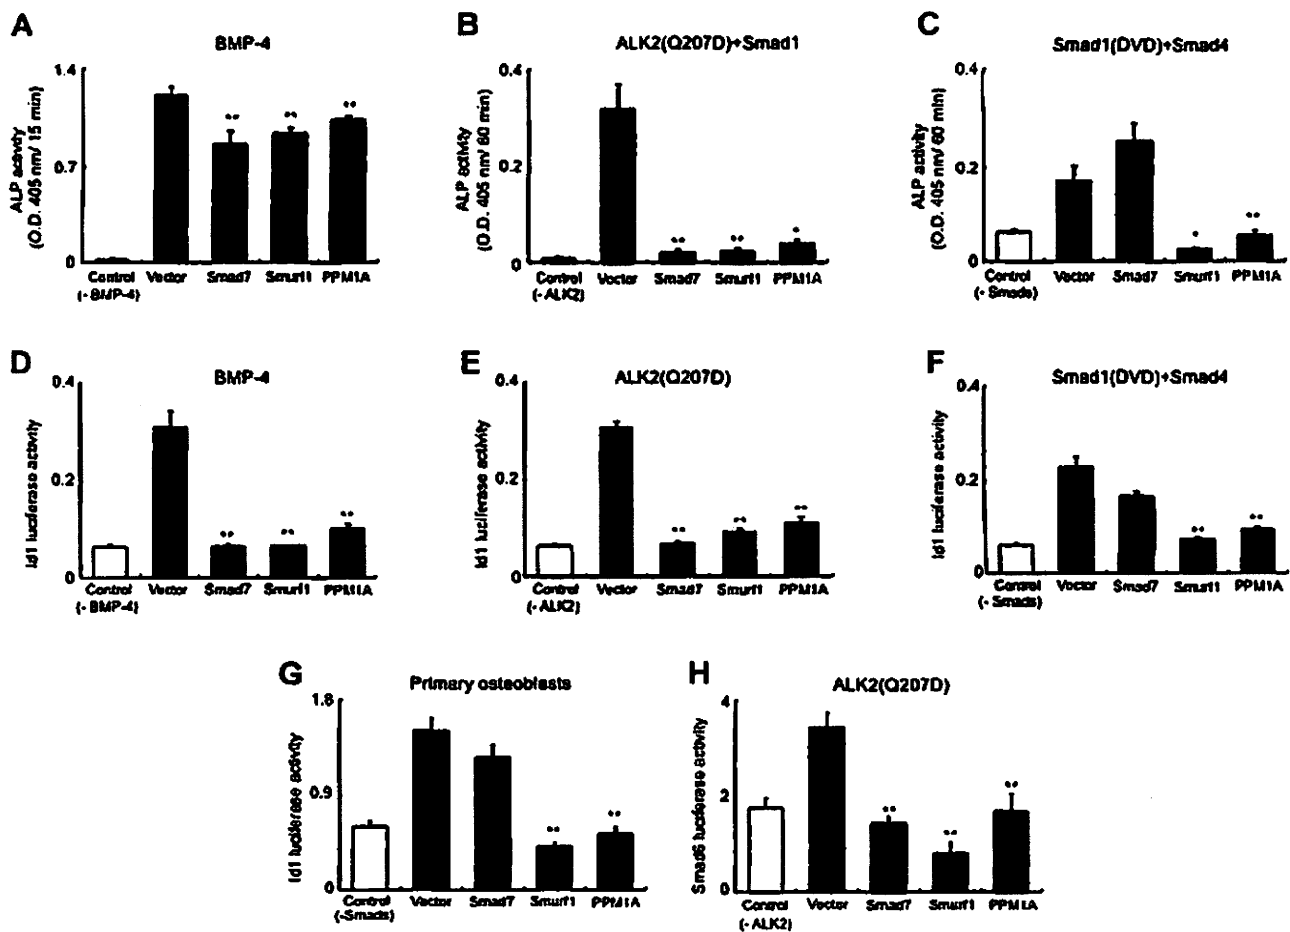 A
BMP-4
ALP activity
(O.D. 405 nm/ 15 min)
1.4
0.7
0
Control
(- BMP-4)
Vector
Smad7
Smurf1
PPM1A
**
**
**
B
ALK2(Q207D)+Smad1
ALP activity
(O.D. 405 nm/ 60 min)
0.4
0.2
0
Control
(- ALK2)
Vector
Smad7
Smurf1
PPM1A
**
**
*
C
Smad1(DVD)+Smad4
ALP activity
(O.D. 405 nm/ 60 min)
0.4
0.2
0
Control
(- Smads)
Vector
Smad7
Smurf1
PPM1A
*
**
D
BMP-4
Id1 luciferase activity
0.4
0.2
0
Control
(- BMP-4)
Vector
Smad7
Smurf1
PPM1A
**
**
**
E
ALK2(Q207D)
Id1 luciferase activity
0.4
0.2
0
Control
(- ALK2)
Vector
Smad7
Smurf1
PPM1A
**
**
**
F
Smad1(DVD)+Smad4
Id1 luciferase activity
0.4
0.2
0
Control
(- Smads)
Vector
Smad7
Smurf1
PPM1A
**
**
G
Primary osteoblasts
Id1 luciferase activity
1.8
0.9
0
Control
(-Smads)
Vector
Smad7
Smurf1
PPM1A
**
**
H
ALK2(Q207D)
Smad6 luciferase activity
4
2
0
Control
(- ALK2)
Vector
Smad7
Smurf1
PPM1A
**
**
**